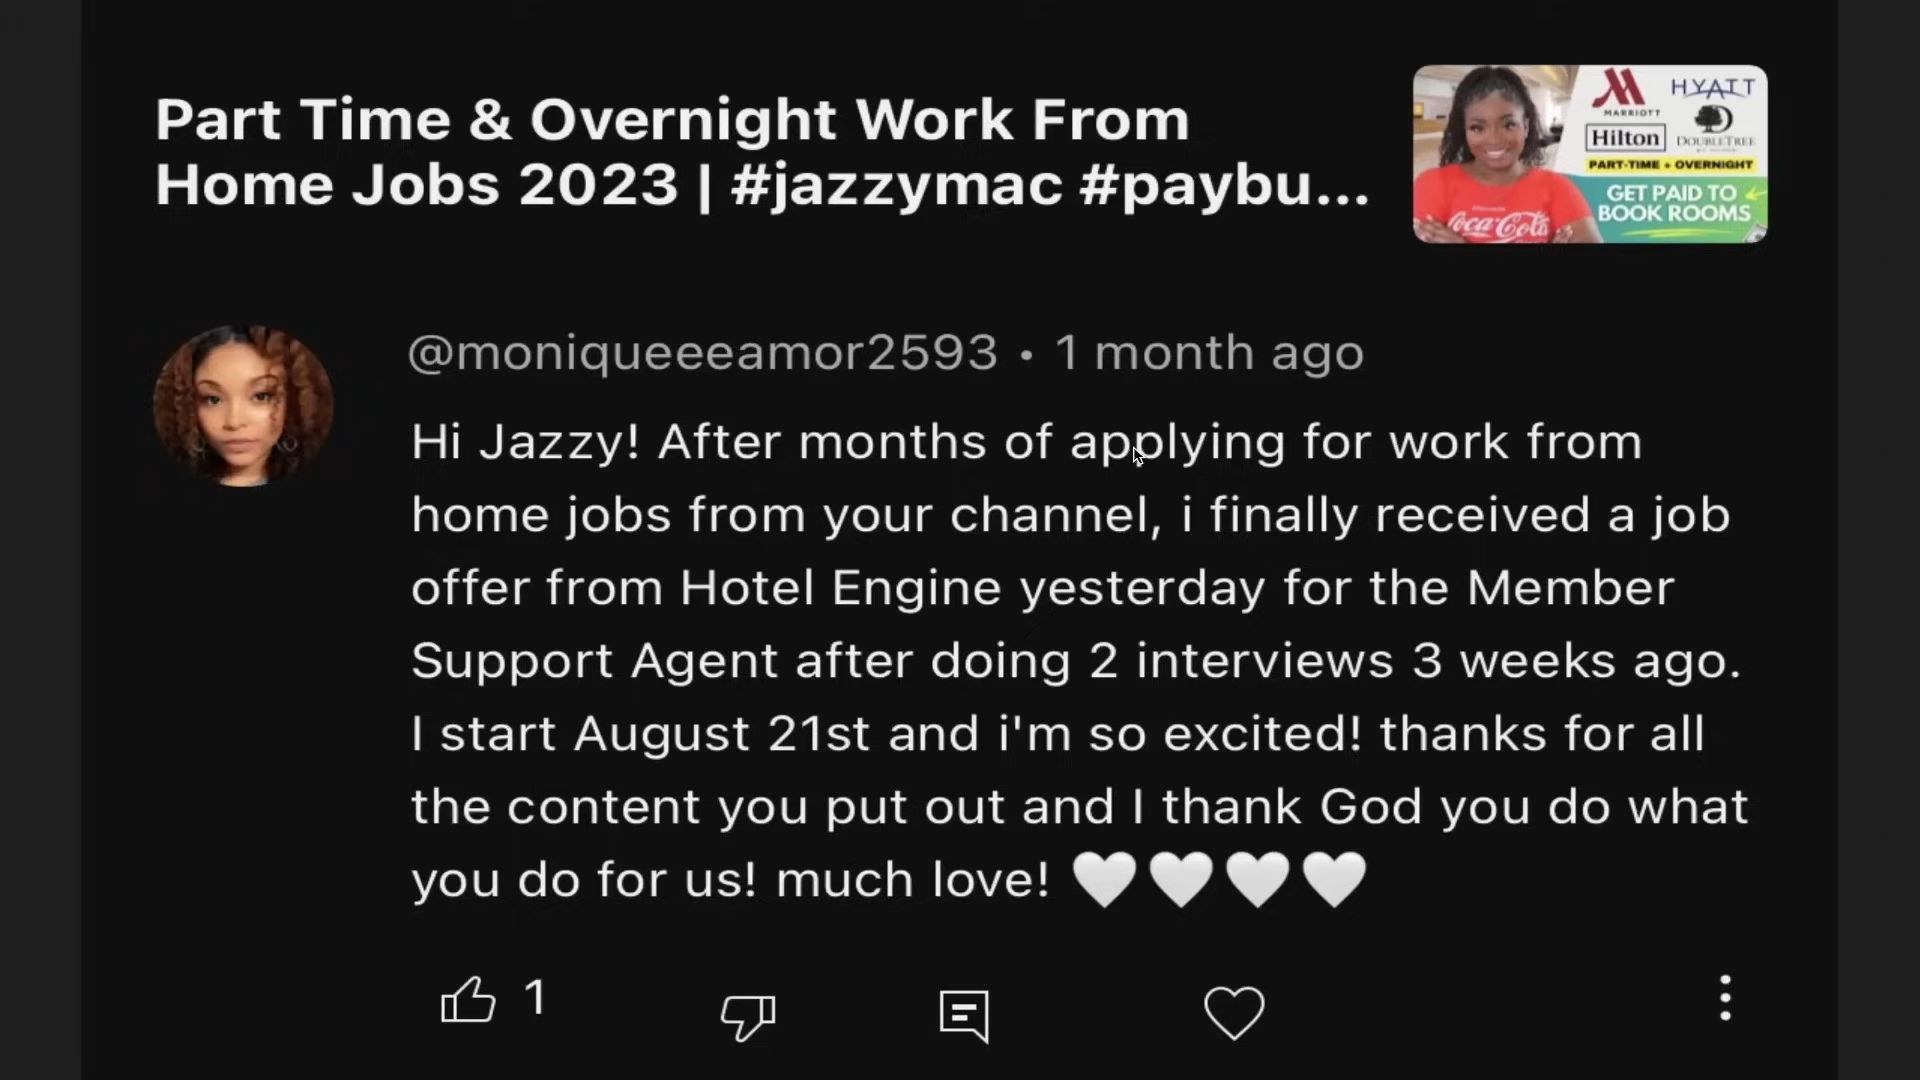 Part Time & Overnight Work From
Home Jobs 2023 | #jazzymac #paybu...
MARRIOTT
HYATT
Hilton
DOUBLETREE
PART-TIME + OVERNIGHT
GET PAID TO
BOOK ROOMS
Coca-Cola
@moniqueeeamor2593 • 1 month ago
Hi Jazzy! After months of applying for work from
home jobs from your channel, i finally received a job
offer from Hotel Engine yesterday for the Member
Support Agent after doing 2 interviews 3 weeks ago.
I start August 21st and i'm so excited! thanks for all
the content you put out and I thank God you do what
you do for us! much love! 🤍🤍🤍🤍
1